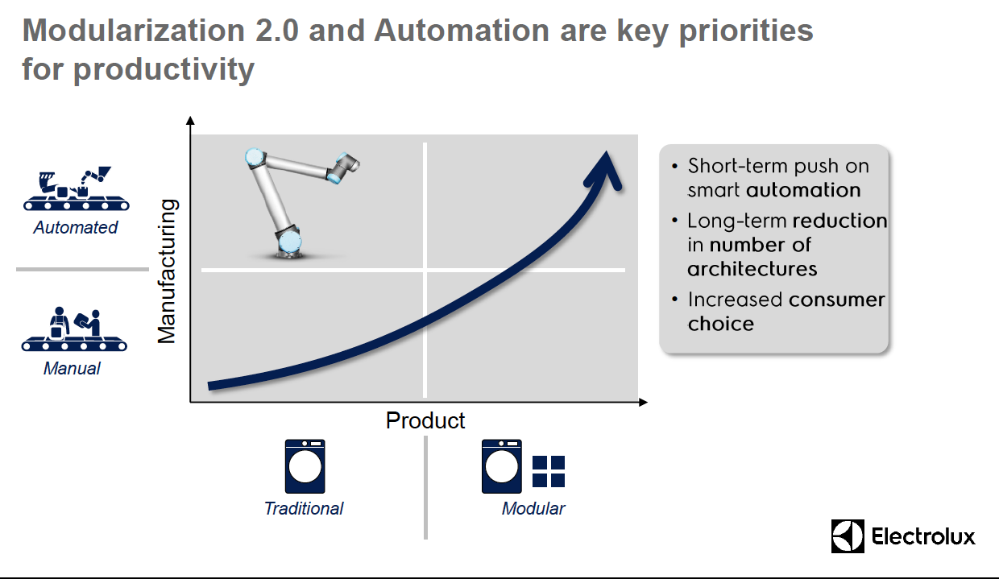 Modularization 2.0 and Automation are key priorities
for productivity
Automated
Manual
Manufacturing
Product
Traditional
Modular
• Short-term push on
smart automation
• Long-term reduction
in number of
architectures
• Increased consumer
choice
Electrolux